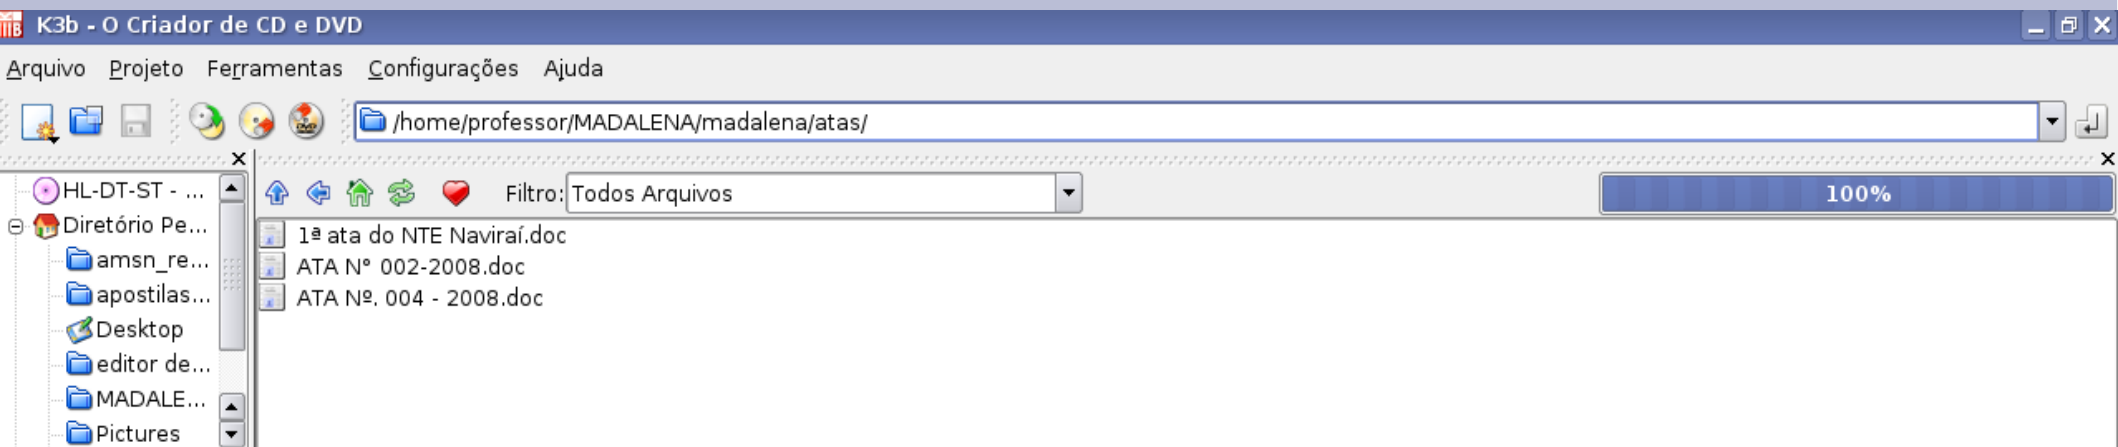 K3b - O Criador de CD e DVD
Arquivo Projeto Ferramentas Configurações Ajuda
/home/professor/MADALENA/madalena/atas/
HL-DT-ST - ...
Filtro: Todos Arquivos
100%
Diretório Pe...
amsn_re...
apostilas...
Desktop
editor de...
MADALE...
Pictures
1ª ata do NTE Naviraí.doc
ATA N° 002-2008.doc
ATA Nº. 004 - 2008.doc